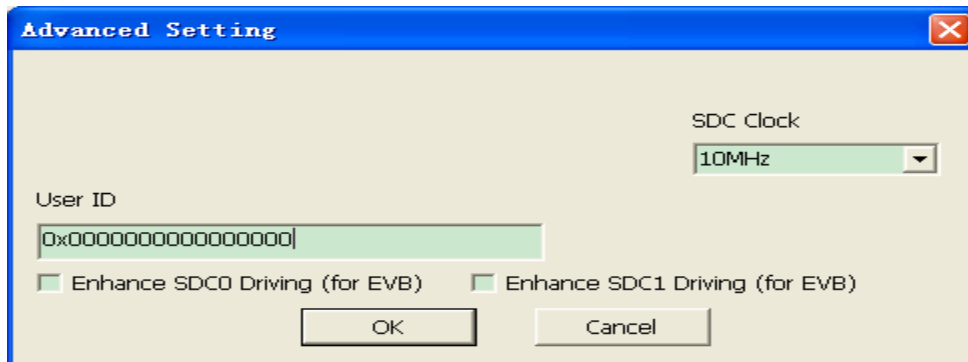 Advanced Setting
SDC Clock
10MHz
User ID
0x0000000000000000
Enhance SDC0 Driving (for EVB)
Enhance SDC1 Driving (for EVB)
OK
Cancel